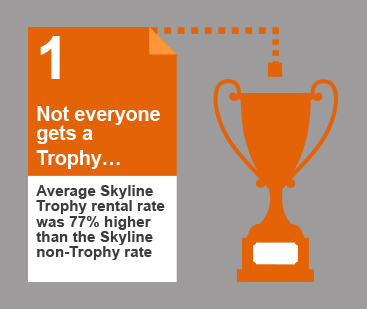 1
Not everyone
gets a
Trophy...
Average Skyline
Trophy rental rate
was 77% higher
than the Skyline
non-Trophy rate